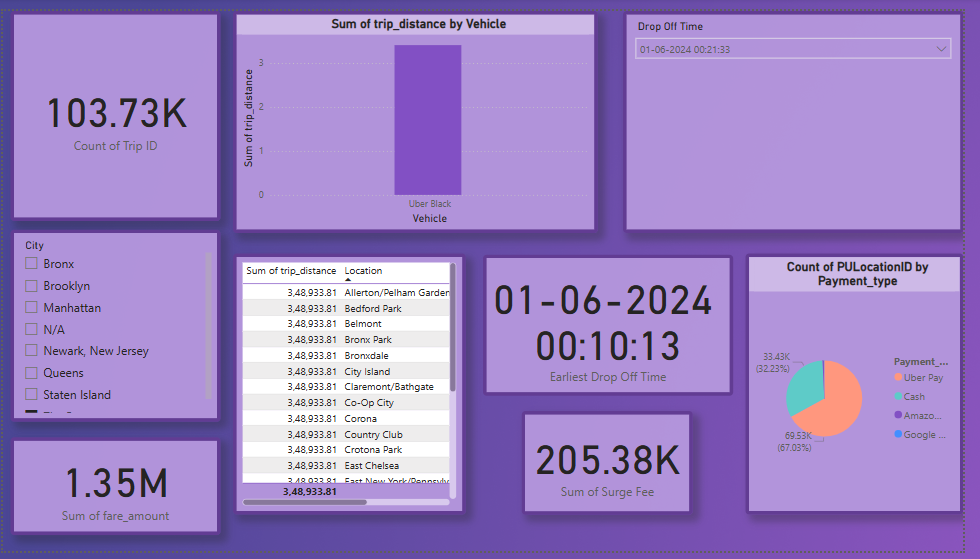 103.73K
Count of Trip ID
Sum of trip_distance by Vehicle
Sum of trip_distance
3
2
1
0
Uber Black
Vehicle
Drop Off Time
01-06-2024 00:21:33
City
Bronx
Brooklyn
Manhattan
N/A
Newark, New Jersey
Queens
Staten Island
1.35M
Sum of fare_amount
Sum of trip_distance Location
3,48,933.81 Allerton/Pelham Garden
3,48,933.81 Bedford Park
3,48,933.81 Belmont
3,48,933.81 Bronx Park
3,48,933.81 Bronxdale
3,48,933.81 City Island
3,48,933.81 Claremont/Bathgate
3,48,933.81 Co-Op City
3,48,933.81 Corona
3,48,933.81 Country Club
3,48,933.81 Crotona Park
3,48,933.81 East Chelsea
3,48,933.81 East New York/Pennsylv
3,48,933.81
01-06-2024
00:10:13
Earliest Drop Off Time
205.38K
Sum of Surge Fee
Count of PULocationID by
Payment_type
33.43K
(32.23%)
69.53K
(67.03%)
Payment_...
Uber Pay
Cash
Amazo...
Google ...